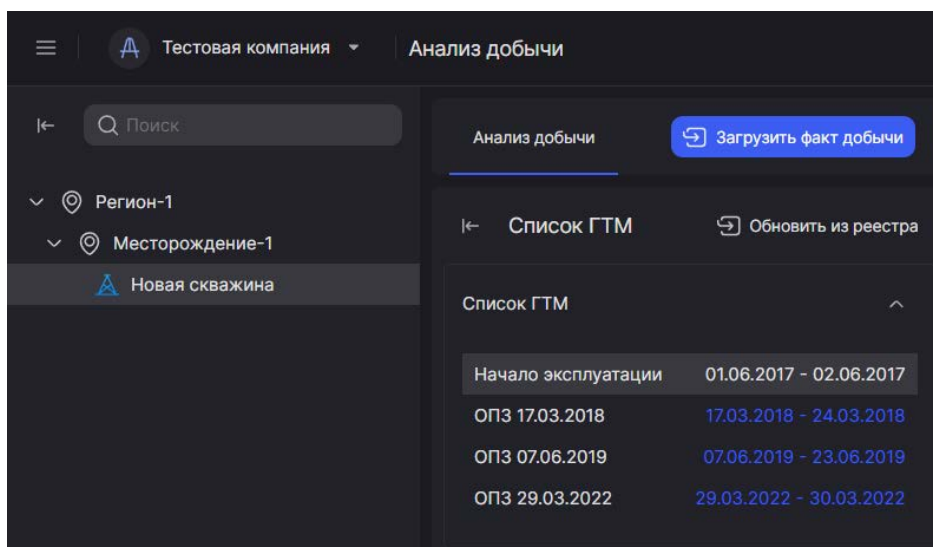 Тестовая компания
Анализ добычи
Поиск
Регион-1
Месторождение-1
Новая скважина
Анализ добычи
Загрузить факт добычи
Список ГТМ
Обновить из реестра
Список ГТМ
Начало эксплуатации 01.06.2017 - 02.06.2017
ОПЗ 17.03.2018 17.03.2018 - 24.03.2018
ОПЗ 07.06.2019 07.06.2019 - 23.06.2019
ОПЗ 29.03.2022 29.03.2022 - 30.03.2022